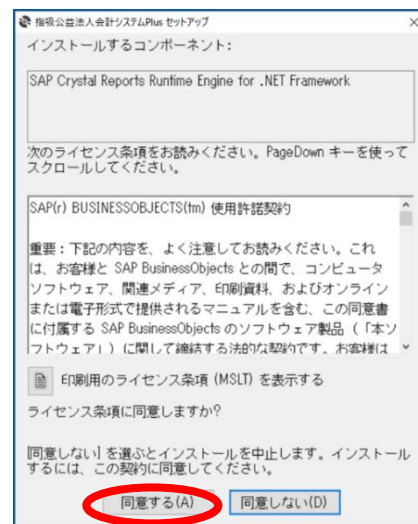 指吸公益法人会計システムPlus セットアップ
インストールするコンポーネント:
SAP Crystal Reports Runtime Engine for .NET Framework
次のライセンス条項をお読みください。PageDown キーを使って
スクロールしてください。
SAP(r) BUSINESSOBJECTS(tm) 使用許諾契約
重要：下記の内容を、よく注意してお読みください。これ
は、お客様と SAP BusinessObjects との間で、コンピュータ
ソフトウェア、関連メディア、印刷資料、およびオンライン
または電子形式で提供されるマニュアルを含む、この同意書
に付属する SAP BusinessObjects のソフトウェア製品（「本ソ
フトウェア」）に関して締結する法的な契約です。お客様は
印刷用のライセンス条項 (MSLT) を表示する
ライセンス条項に同意しますか?
[同意しない] を選ぶとインストールを中止します。インストール
するには、この契約に同意してください。
同意する(A) 同意しない(D)